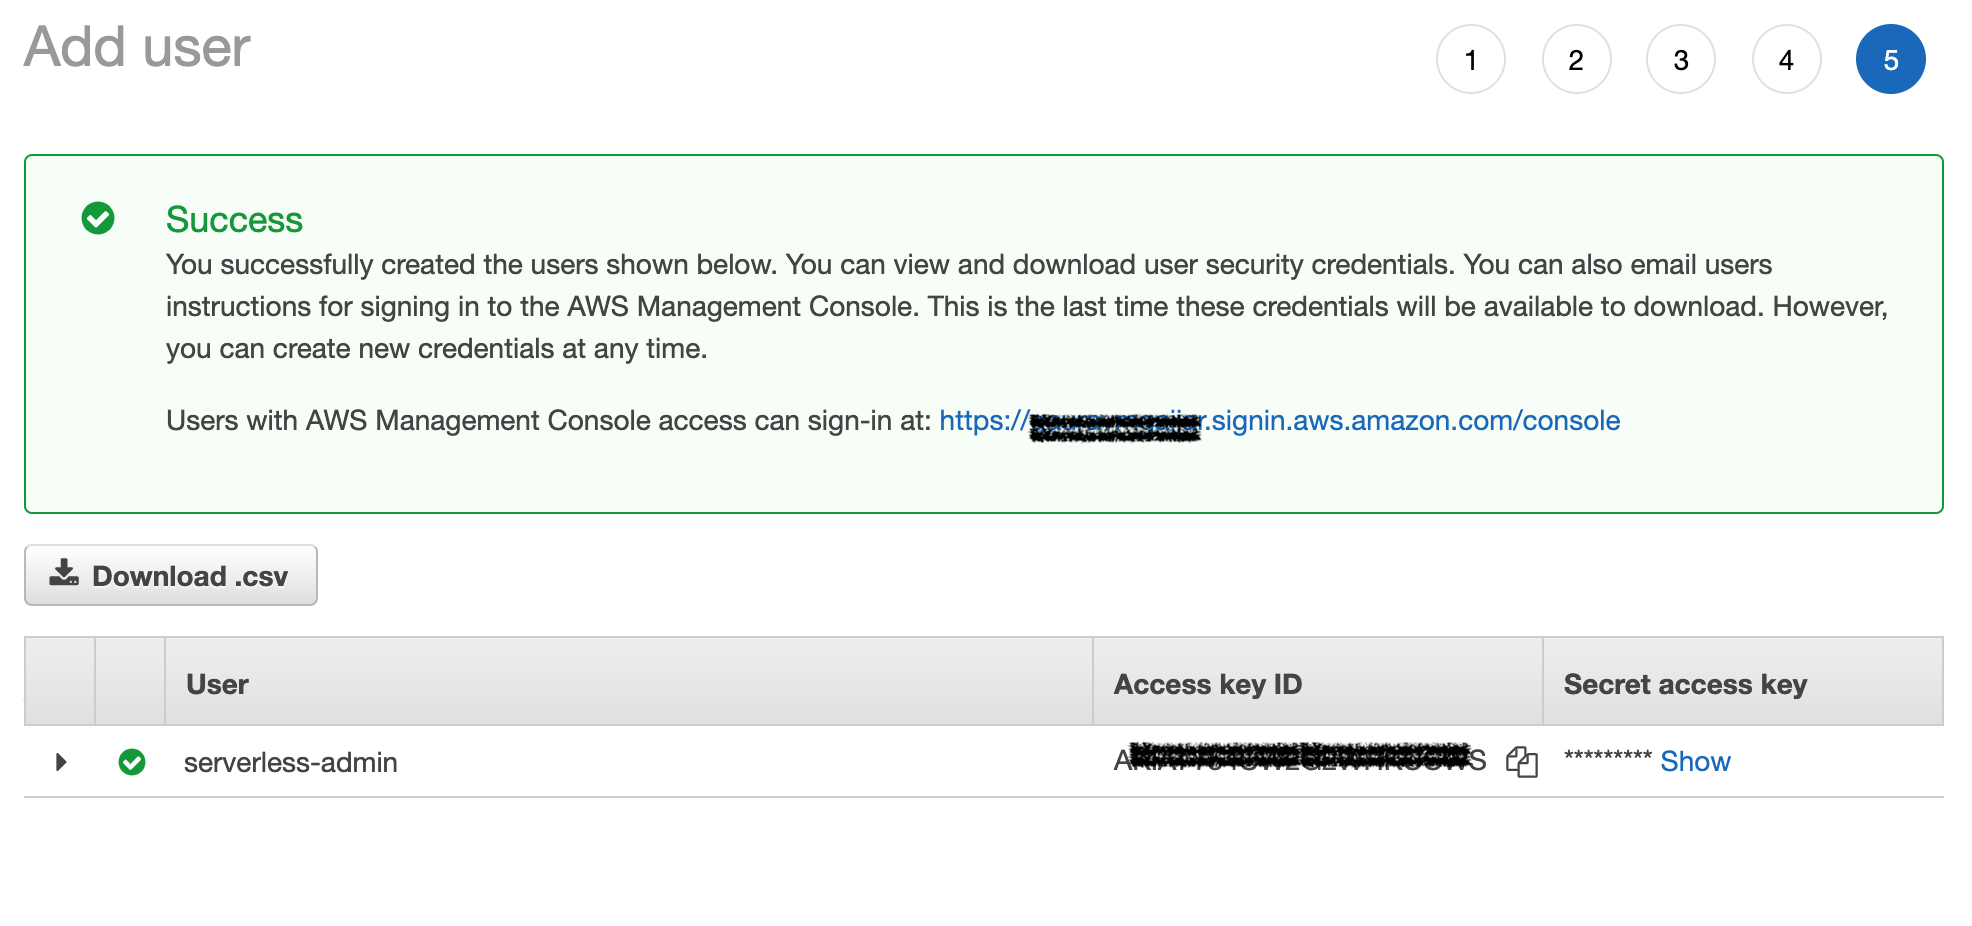 Add user
1 2 3 4 5
Success
You successfully created the users shown below. You can view and download user security credentials. You can also email users
instructions for signing in to the AWS Management Console. This is the last time these credentials will be available to download. However,
you can create new credentials at any time.
Users with AWS Management Console access can sign-in at: https:// .signin.aws.amazon.com/console
Download .csv
User Access key ID Secret access key
serverless-admin ********* Show